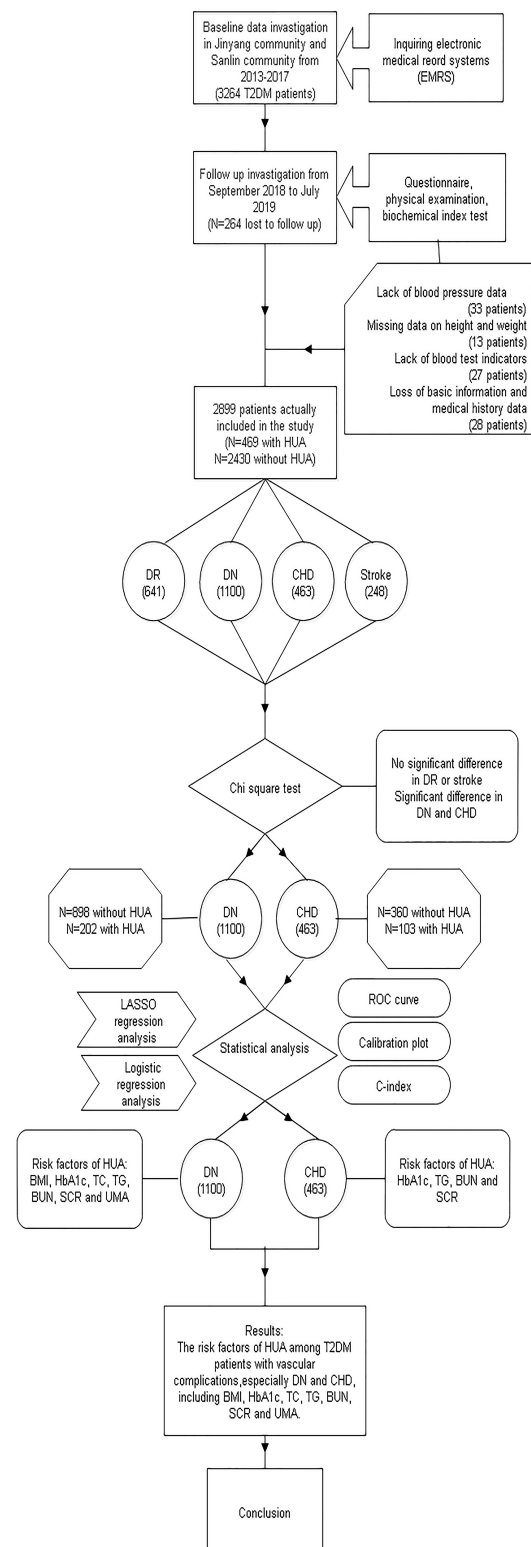 Baseline data invastigation
in Jinyang community and
Sanlin community from
2013-2017
(3264 T2DM patients)
Inquiring electronic
medical reord systems
(EMRS)
Follow up invastigation from
September 2018 to July
2019
(N=264 lost to follow up)
Questionnaire,
physical examination,
biochemical index test
Lack of blood pressure data
(33 patients)
Missing data on height and weight
(13 patients)
Lack of blood test indicators
(27 patients)
Loss of basic information and
medical history data
(28 patients)
2899 patients actually
included in the study
(N=469 with HUA
N=2430 without HUA)
DR
(641)
DN
(1100)
CHD
(463)
Stroke
(248)
Chi square test
No significant difference
in DR or stroke
Significant difference in
DN and CHD
N=898 without HUA
N=202 with HUA
DN
(1100)
CHD
(463)
N=360 without HUA
N=103 with HUA
LASSO
regression
analysis
Logistic
regression
analysis
Statistical analysis
ROC curve
Calibration plot
C-index
Risk factors of HUA:
BMI, HbA1c, TC, TG,
BUN, SCR and UMA
DN
(1100)
CHD
(463)
Risk factors of HUA:
HbA1c, TG, BUN and
SCR
Results:
The risk factors of HUA among T2DM
patients with vascular
complications,especially DN and CHD,
including BMI, HbA1c, TC, TG, BUN,
SCR and UMA.
Conclusion